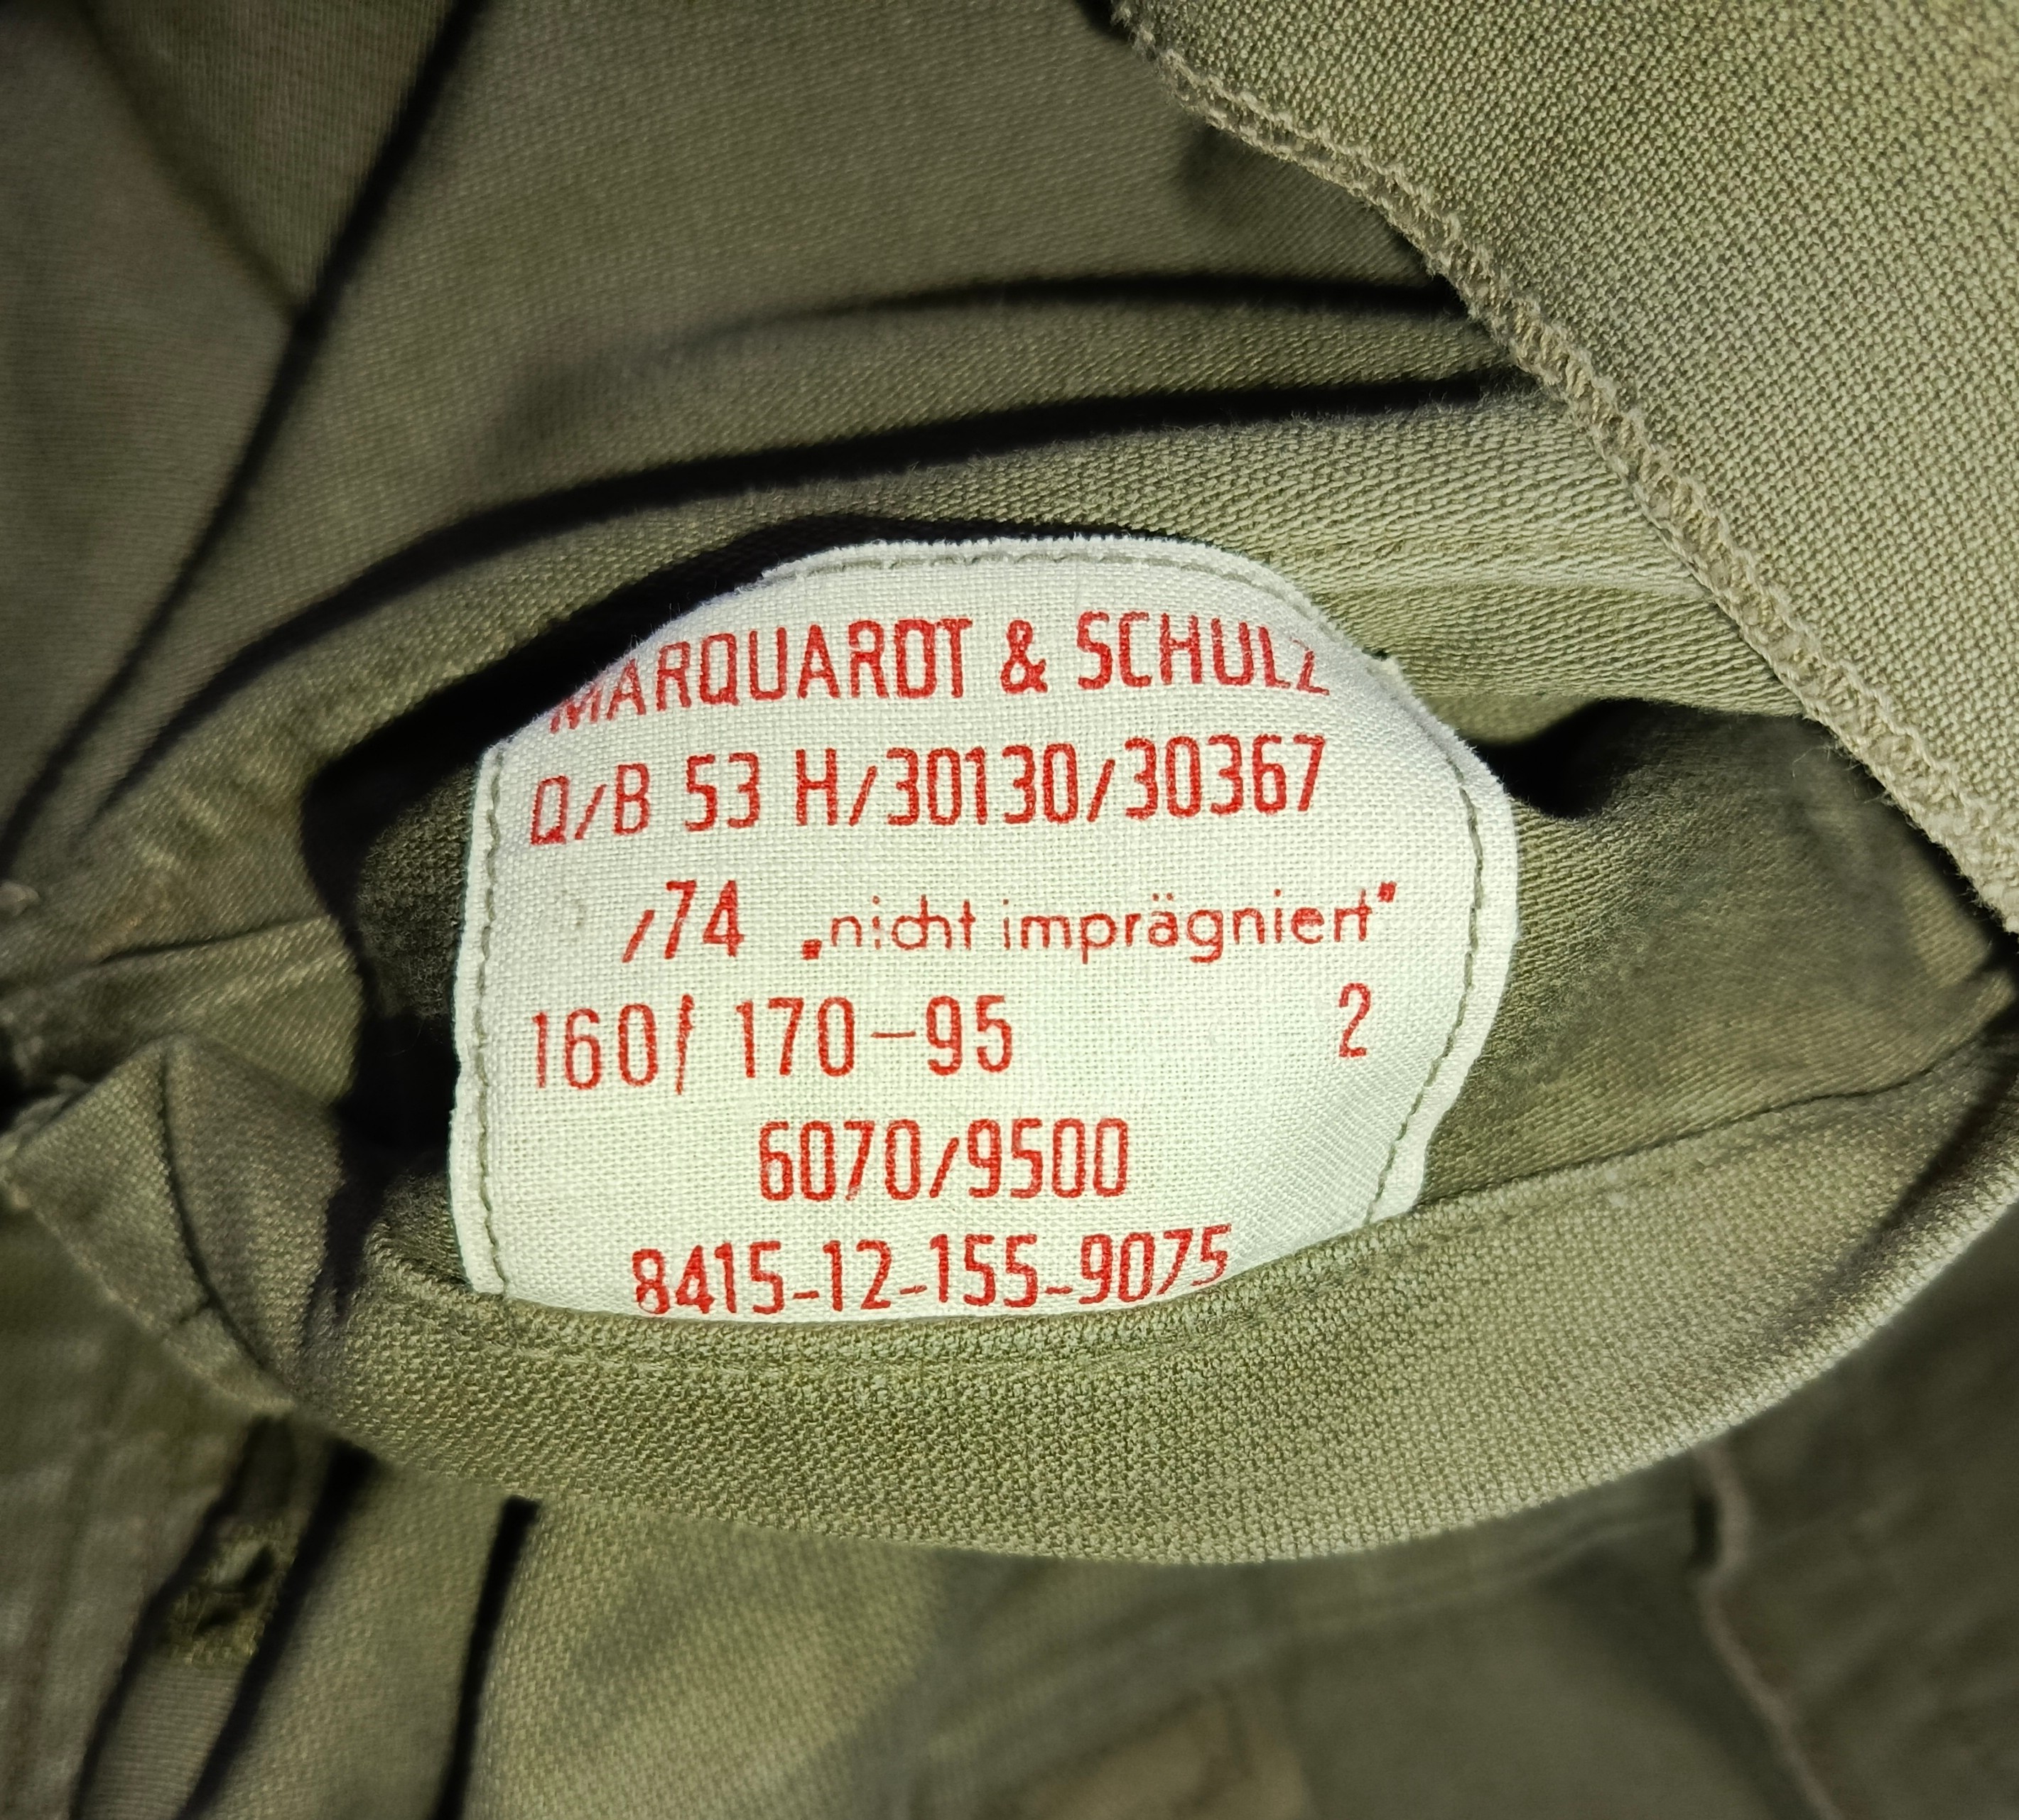 MARQUARDT & SCHULZ
Q/B 53 H/30130/30367
/74 „nicht imprägniert"
160/ 170-95 2
6070/9500
8415-12-155-9075